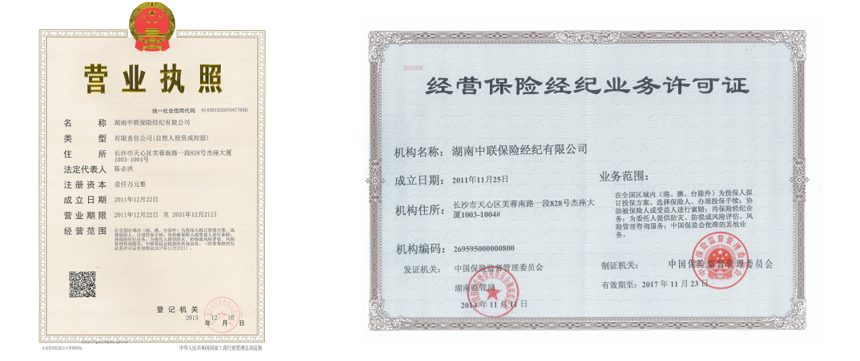 营业执照
统一社会信用代码
名称 湖南中联保险经纪有限公司
类型 有限责任公司(自然人投资或控股)
住所 长沙市天心区芙蓉南路一段828号杰座大厦
1003-1004号
法定代表人 陈必洪
注册资本 壹仟万元整
成立日期 2011年12月22日
营业期限 2011年12月22日 至 2031年12月21日
经营范围
登记机关
2015年12月10日
中华人民共和国国家工商行政管理总局监制
经营保险经纪业务许可证
机构名称：湖南中联保险经纪有限公司
成立日期：2011年11月25日
机构住所：长沙市天心区芙蓉南路一段828号杰座大
厦1003-1004#
机构编码：269595000000800
发证机关：中国保险监督管理委员会
湖南监管局
业务范围：
在全国区域内（港、澳、台除外）为投保人拟
订投保方案、选择保险人、办理投保手续；协
助被保险人或受益人进行索赔；再保险经纪业
务；为委托人提供防灾、防损或风险评估、风
险管理咨询服务；中国保监会批准的其他业
务。
制证机关：中国保险监督管理委员会
有效期至：2017年11月23日